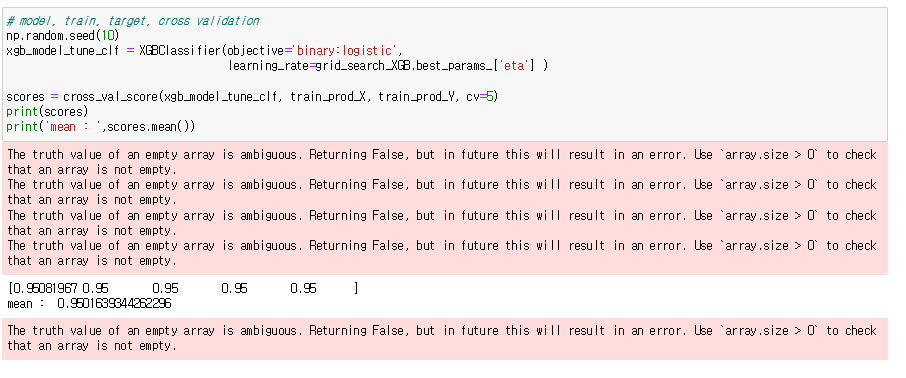 # model, train, target, cross validation
np.random.seed(10)
xgb_model_tune_clf = XGBClassifier(objective='binary:logistic',
learning_rate=grid_search_XGB.best_params_['eta'] )
scores = cross_val_score(xgb_model_tune_clf, train_prod_X, train_prod_Y, cv=5)
print(scores)
print('mean : ',scores.mean())
The truth value of an empty array is ambiguous. Returning False, but in future this will result in an error. Use `array.size > 0` to check
that an array is not empty.
The truth value of an empty array is ambiguous. Returning False, but in future this will result in an error. Use `array.size > 0` to check
that an array is not empty.
The truth value of an empty array is ambiguous. Returning False, but in future this will result in an error. Use `array.size > 0` to check
that an array is not empty.
The truth value of an empty array is ambiguous. Returning False, but in future this will result in an error. Use `array.size > 0` to check
that an array is not empty.
[0.95081967 0.95       0.95       0.95       0.95      ]
mean :  0.9501639344262296
The truth value of an empty array is ambiguous. Returning False, but in future this will result in an error. Use `array.size > 0` to check
that an array is not empty.